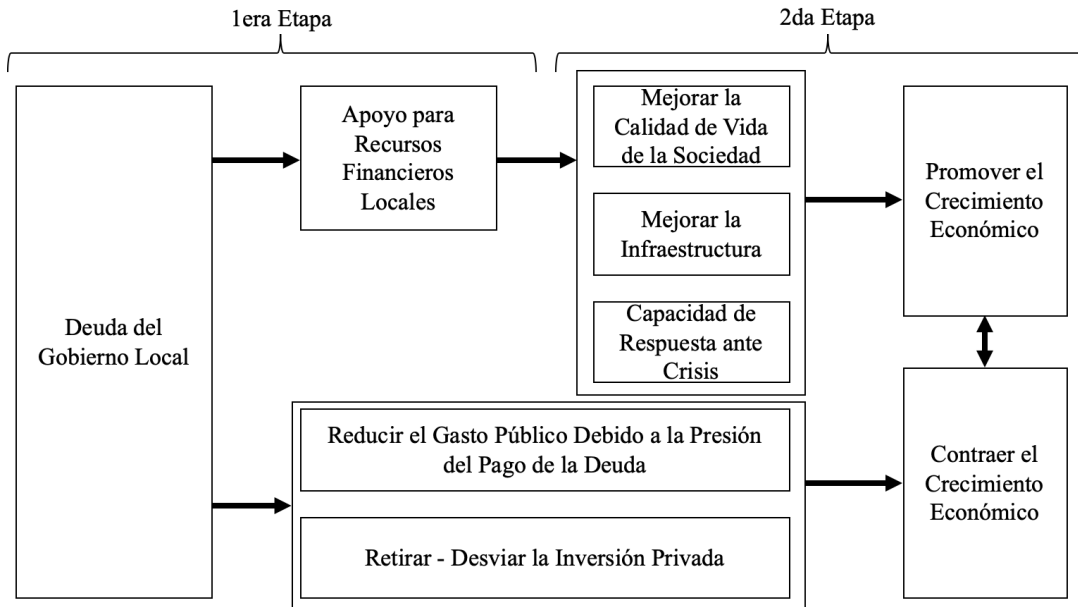 1era Etapa
2da Etapa
Deuda del
Gobierno Local
Apoyo para
Recursos
Financieros
Locales
Mejorar la
Calidad de Vida
de la Sociedad
Mejorar la
Infraestructura
Capacidad de
Respuesta ante
Crisis
Promover el
Crecimiento
Económico
Reducir el Gasto Público Debido a la Presión
del Pago de la Deuda
Retirar - Desviar la Inversión Privada
Contraer el
Crecimiento
Económico